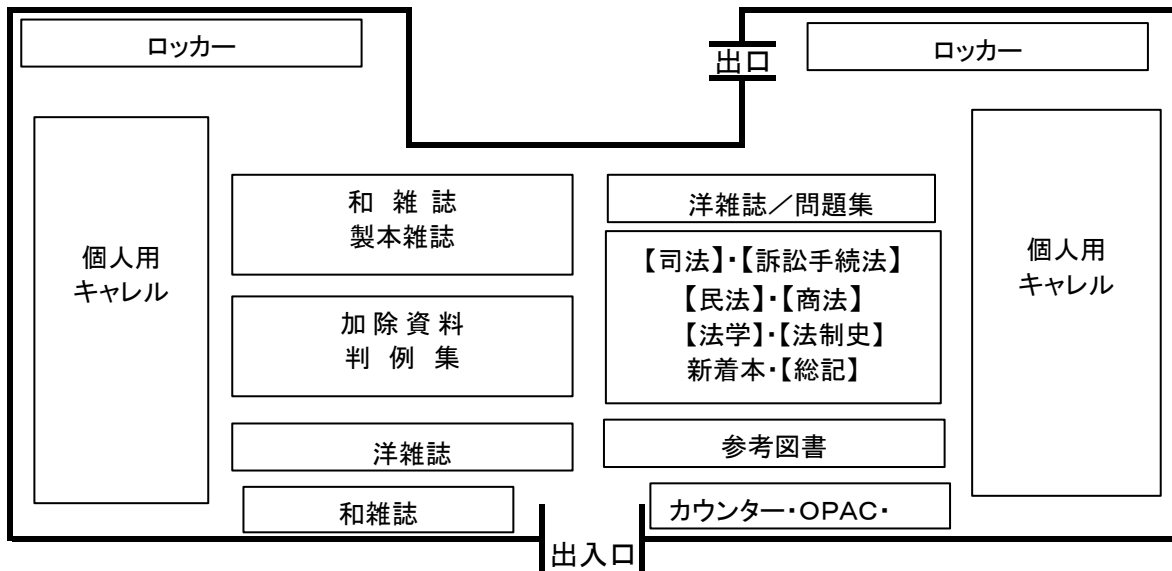 ロッカー
出口
ロッカー
個人用
キャレル
和 雑 誌
製本雑誌
加 除 資 料
判 例 集
洋雑誌
和雑誌
洋雑誌／問題集
【司法】・【訴訟手続法】
【民法】・【商法】
【法学】・【法制史】
新着本・【総記】
参考図書
カウンター・OPAC・
個人用
キャレル
出入口